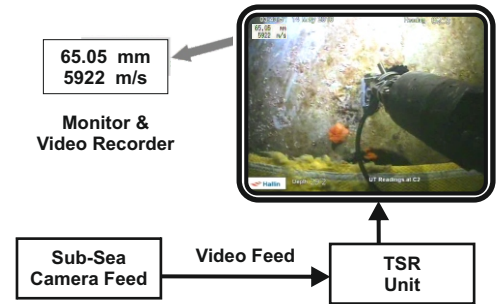 65.05 mm
5922 m/s
Monitor &
Video Recorder
65.05 mm
5922 m/s
Heading
Hallin
UT Readings at C2
Sub-Sea
Camera Feed
Video Feed
TSR
Unit